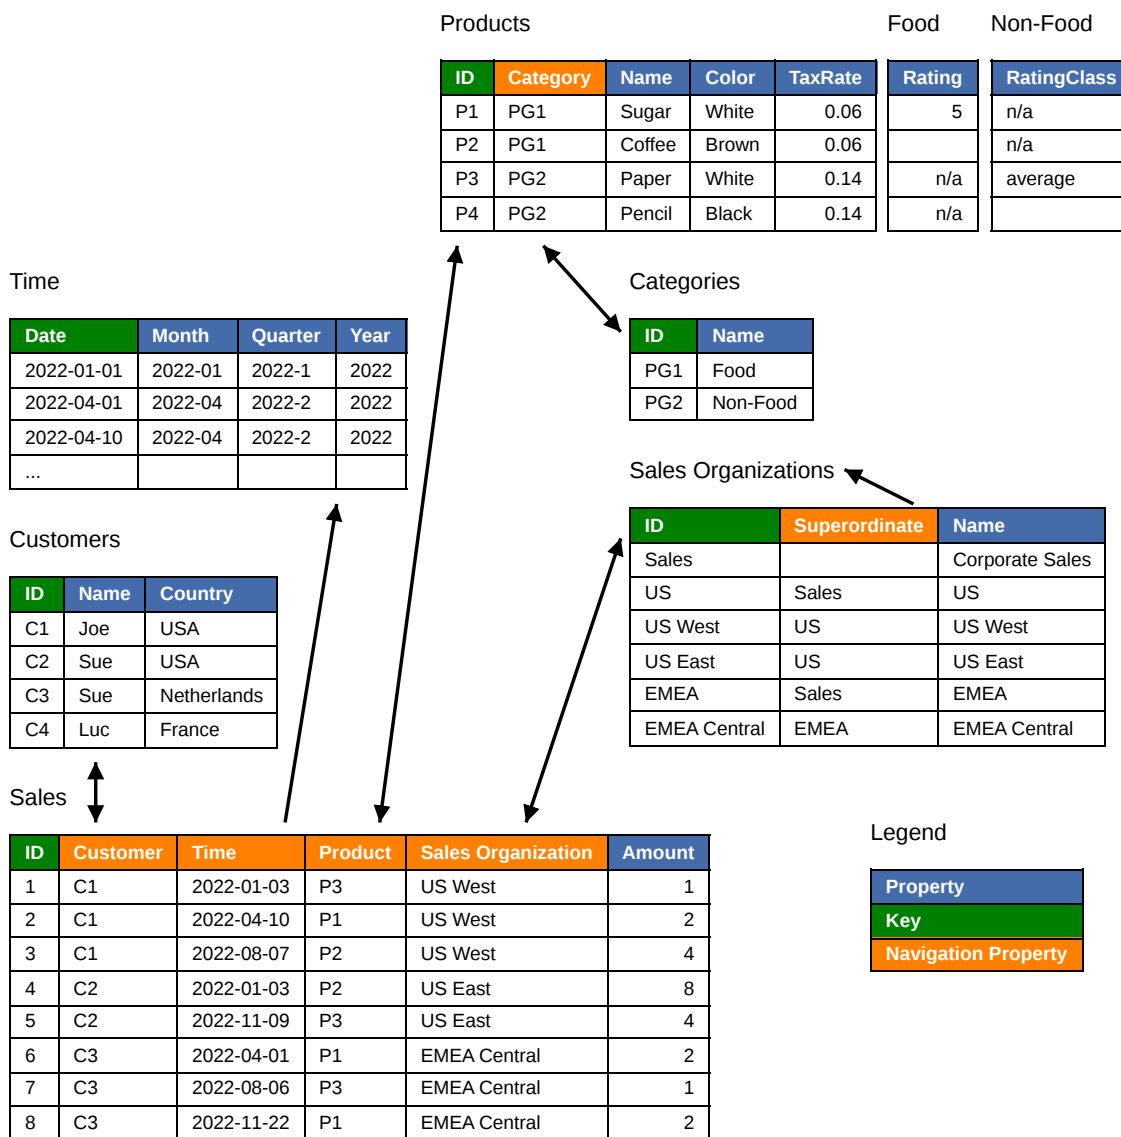 Products Food Non-Food
ID Category Name Color TaxRate Rating RatingClass
P1 PG1 Sugar White 0.06 5 n/a
P2 PG1 Coffee Brown 0.06 n/a
P3 PG2 Paper White 0.14 n/a average
P4 PG2 Pencil Black 0.14 n/a
Time
Date Month Quarter Year
2022-01-01 2022-01 2022-1 2022
2022-04-01 2022-04 2022-2 2022
2022-04-10 2022-04 2022-2 2022
...
Categories
ID Name
PG1 Food
PG2 Non-Food
Sales Organizations
ID Superordinate Name
Sales Corporate Sales
US Sales US
US West US US West
US East US US East
EMEA Sales EMEA
EMEA Central EMEA EMEA Central
Customers
ID Name Country
C1 Joe USA
C2 Sue USA
C3 Sue Netherlands
C4 Luc France
Sales
ID Customer Time Product Sales Organization Amount
1 C1 2022-01-03 P3 US West 1
2 C1 2022-04-10 P1 US West 2
3 C1 2022-08-07 P2 US West 4
4 C2 2022-01-03 P2 US East 8
5 C2 2022-11-09 P3 US East 4
6 C3 2022-04-01 P1 EMEA Central 2
7 C3 2022-08-06 P3 EMEA Central 1
8 C3 2022-11-22 P1 EMEA Central 2
Legend
Property
Key
Navigation Property